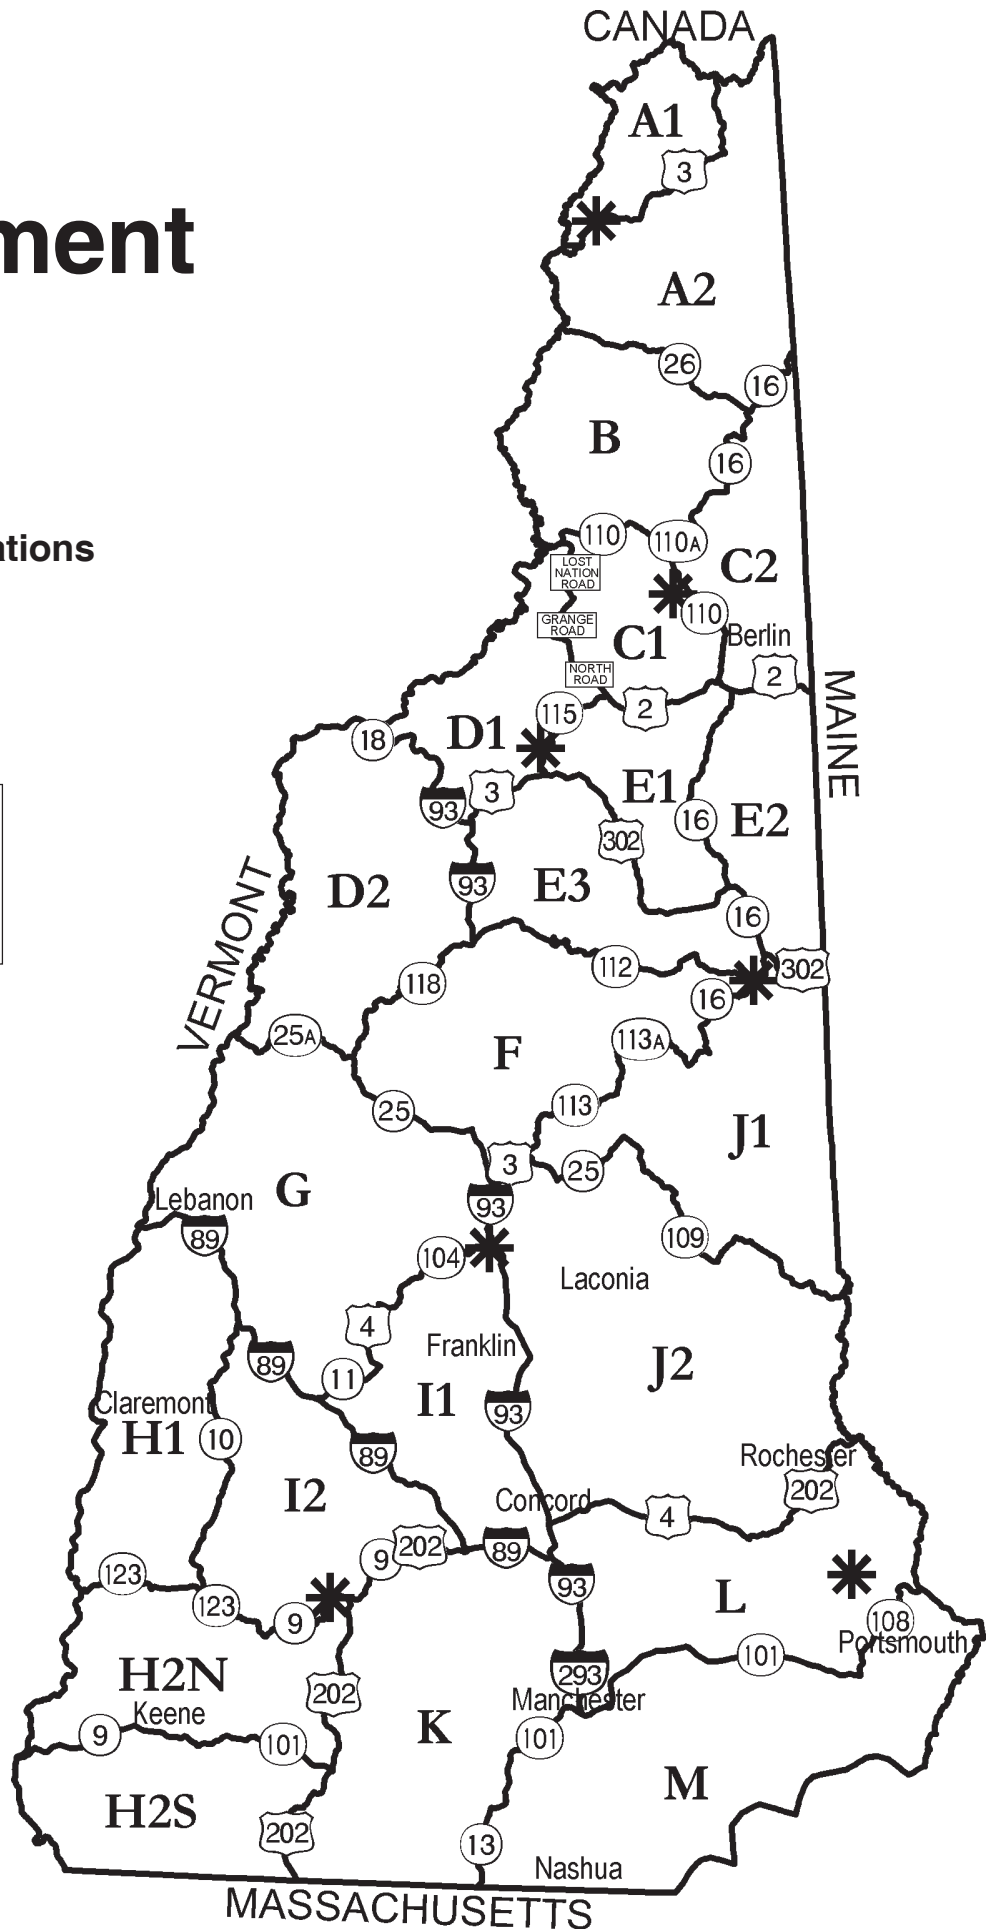 CANADA
A1
3
ment
A2
26
16
B
16
ations
110
110A
LOST
NATION
ROAD
C2
110
GRANGE
ROAD
C1
Berlin
NORTH
ROAD
2
115
2
MAINE
18
D1
3
E1
93
16
E2
302
93
D2
E3
16
VERMONT
112
302
118
16
25A
113A
F
25
113
J1
3
25
G
93
Lebanon
89
109
104
Laconia
4
Franklin
89
11
J2
I1
Claremont
93
H1
10
89
Rochester
I2
Concord
202
4
202
9
89
123
93
L
123
9
108
Portsmouth
101
293
H2N
202
Manchester
Keene
K
9
101
101
M
H2S
202
13
Nashua
MASSACHUSETTS